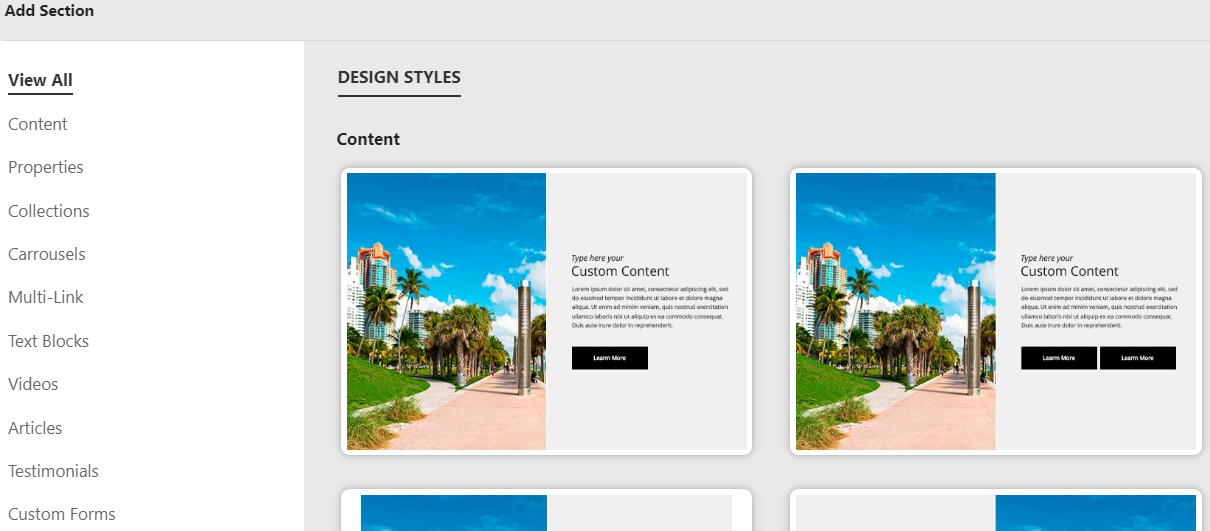 Add Section
View All
Content
Properties
Collections
Carrousels
Multi-Link
Text Blocks
Videos
Articles
Testimonials
Custom Forms
DESIGN STYLES
Content
Type here your
Custom Content
Lorem ipsum dolor sit amet, consectetur adipiscing elit, sed
do eiusmod tempor incididunt ut labore et dolore magna
aliqua. Ut enim ad minim veniam, quis nostrud exercitation
ullamco laboris nisi ut aliquip ex ea commodo consequat.
Duis aute irure dolor in reprehenderit.
Learn More
Type here your
Custom Content
Lorem ipsum dolor sit amet, consectetur adipiscing elit, sed
do eiusmod tempor incididunt ut labore et dolore magna
aliqua. Ut enim ad minim veniam, quis nostrud exercitation
ullamco laboris nisi ut aliquip ex ea commodo consequat.
Duis aute irure dolor in reprehenderit.
Learn More Learn More